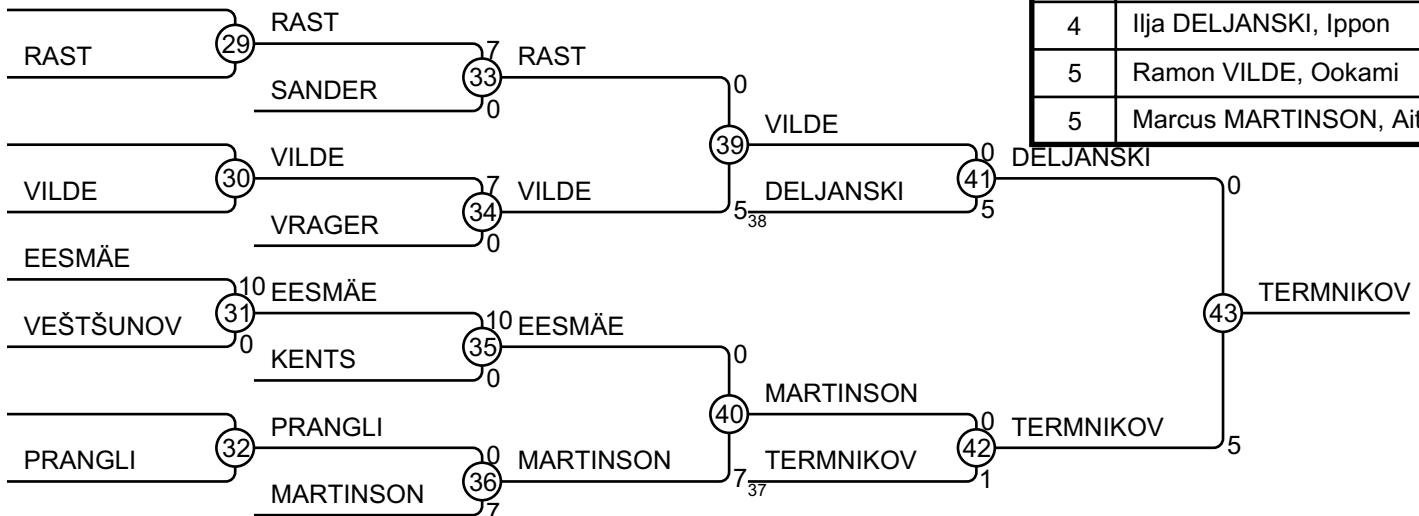 4 Ilja DELJANSKI, Ippon
5 Ramon VILDE, Ookami
5 Marcus MARTINSON, Ait
RAST
29
RAST
7
SANDER
33
0
RAST
0
VILDE
30
VILDE
7
VRAGER
34
0
VILDE
5
39
VILDE
0
38
DELJANSKI
41
5
DELJANSKI
0
EESMÄE
10
VEŠTŠUNOV
31
0
EESMÄE
10
KENTS
35
0
EESMÄE
0
PRANGLI
32
PRANGLI
0
MARTINSON
36
7
MARTINSON
7
40
MARTINSON
0
37
TERMNIKOV
42
1
TERMNIKOV
5
43
TERMNIKOV